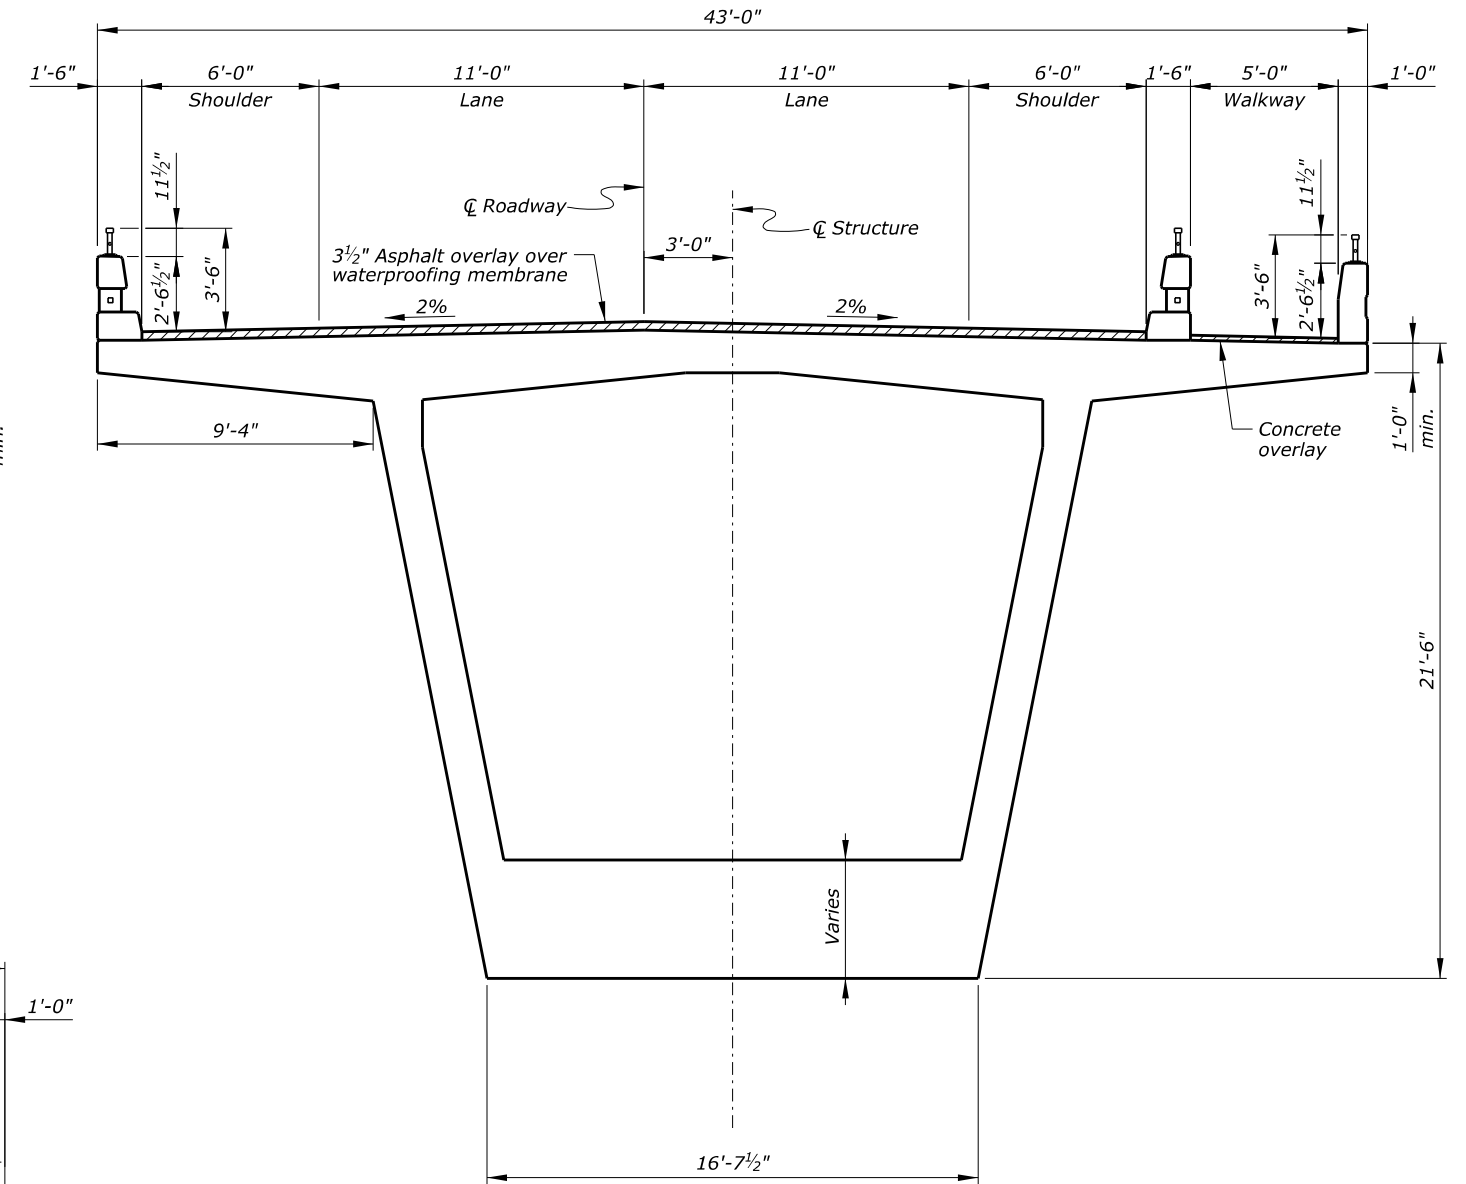 43'-0"
1'-6"
6'-0"
11'-0"
11'-0"
6'-0"
1'-6"
5'-0"
1'-0"
Shoulder
Lane
Lane
Shoulder
Walkway
11½"
11½"
℄ Roadway
℄ Structure
3'-0"
3½" Asphalt overlay over
waterproofing membrane
2'-6½"
3'-6"
3'-6"
2'-6½"
2%
2%
9'-4"
Concrete
overlay
1'-0"
min.
min.
21'-6"
Varies
1'-0"
16'-7½"